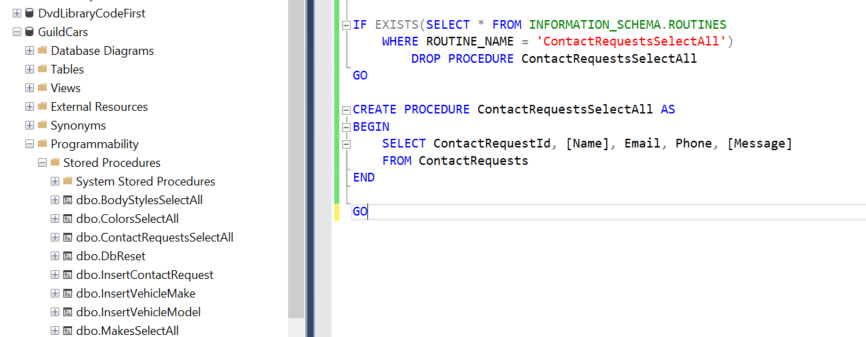 DvdLibraryCodeFirst
GuildCars
Database Diagrams
Tables
Views
External Resources
Synonyms
Programmability
Stored Procedures
System Stored Procedures
dbo.BodyStylesSelectAll
dbo.ColorsSelectAll
dbo.ContactRequestsSelectAll
dbo.DbReset
dbo.InsertContactRequest
dbo.InsertVehicleMake
dbo.InsertVehicleModel
dbo.MakesSelectAll
IF EXISTS(SELECT * FROM INFORMATION_SCHEMA.ROUTINES
WHERE ROUTINE_NAME = 'ContactRequestsSelectAll')
DROP PROCEDURE ContactRequestsSelectAll
GO
CREATE PROCEDURE ContactRequestsSelectAll AS
BEGIN
SELECT ContactRequestId, [Name], Email, Phone, [Message]
FROM ContactRequests
END
GO